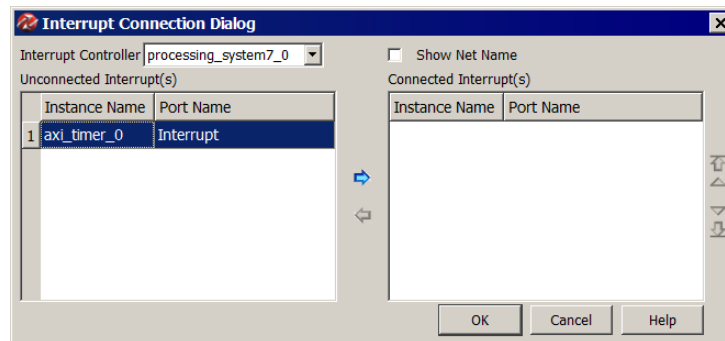 Interrupt Connection Dialog
Interrupt Controller processing_system7_0
Show Net Name
Unconnected Interrupt(s)
Connected Interrupt(s)
Instance Name Port Name
Instance Name Port Name
1 axi_timer_0 Interrupt
OK Cancel Help